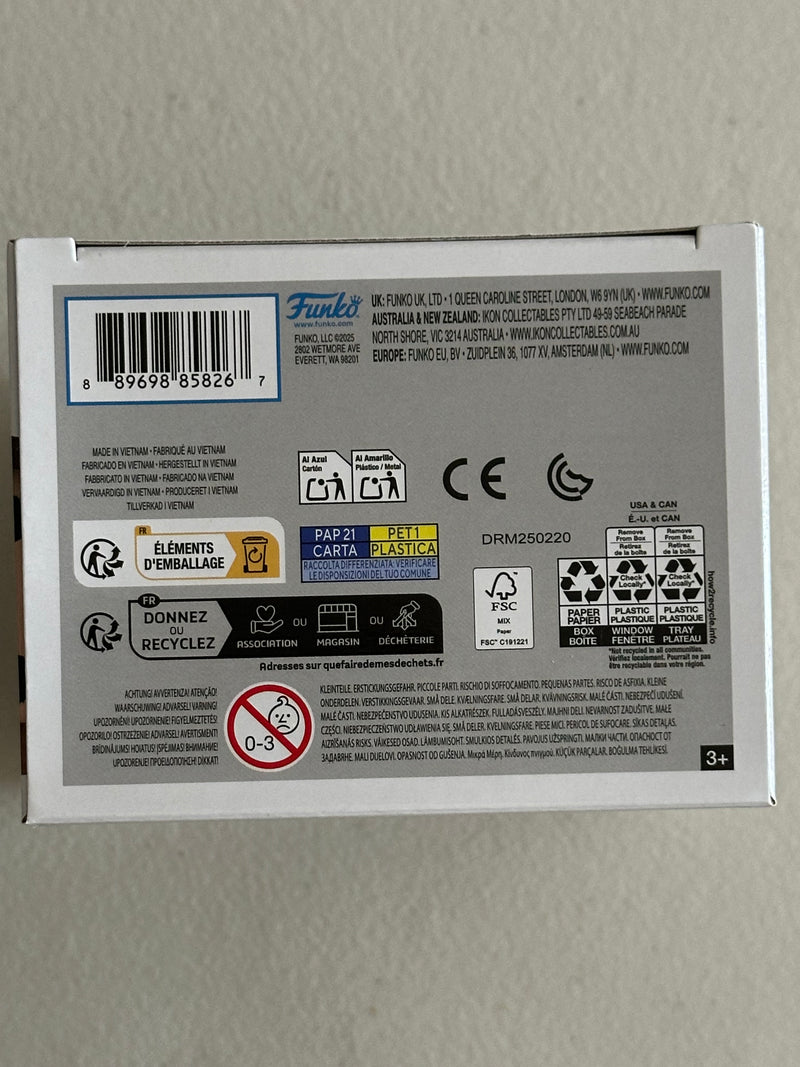 8 89698 85826 7
Funko
www.funko.com
FUNKO, LLC ©2025
2802 WETMORE AVE
EVERETT, WA 98201
UK: FUNKO UK, LTD • 1 QUEEN CAROLINE STREET, LONDON, W6 9YN (UK) • WWW.FUNKO.COM
AUSTRALIA & NEW ZEALAND: IKON COLLECTABLES PTY LTD 49-59 SEABEACH PARADE
NORTH SHORE, VIC 3214 AUSTRALIA • WWW.IKONCOLLECTABLES.COM.AU
EUROPE: FUNKO EU, BV • ZUIDPLEIN 36, 1077 XV, AMSTERDAM (NL) • WWW.FUNKO.COM
MADE IN VIETNAM • FABRIQUÉ AU VIETNAM
FABRICADO EN VIETNAM • HERGESTELLT IN VIETNAM
FABBRICATO IN VIETNAM • FABRICADO NA VIETNAM
VERVAARDIGD IN VIETNAM • PRODUCERET I VIETNAM
TILLVERKAD I VIETNAM
Al Azul
Cartón
Al Amarillo
Plástico / Metal
CE
FR
ÉLÉMENTS
D'EMBALLAGE
PAP 21
CARTA
PET1
PLASTICA
RACCOLTA DIFFERENZIATA: VERIFICARE
LE DISPOSIZIONI DEL TUO COMUNE
DRM250220
FSC
MIX
Paper
FSC™ C191221
USA & CAN
É.-U. et CAN
Remove
From Box
Retirez
de la boîte
Remove
From Box
Retirez
de la boîte
Check
Locally*
Check
Locally*
PAPER
PAPIER
BOX
BOÎTE
PLASTIC
PLASTIQUE
WINDOW
FENÊTRE
PLASTIC
PLASTIQUE
TRAY
PLATEAU
*Not recycled in all communities.
Vérifiez localement. Pourrait ne pas
être recyclable dans votre région.
how2recycle.info
FR
DONNEZ
OU
RECYCLEZ
ASSOCIATION
OU
MAGASIN
OU
DÉCHÈTERIE
Adresses sur quefairedemesdechets.fr
ACHTUNG! AVVERTENZA! ATENÇÃO!
WAARSCHUWING! ADVARSEL! VARNING!
UPOZORNĚNÍ! UPOZORNENIE! FIGYELMEZTETÉS!
OPOZORILO! OSTRZEŻENIE! ADVARSEL! AVERTISMENT!
BRĪDINĀJUMS! HOIATUS! ĮSPĖJIMAS! ВНИМАНИЕ!
UPOZORENJE! ΠΡΟΕΙΔΟΠΟΙΗΣΗ! DİKKAT!
0-3
KLEINTEILE. ERSTICKUNGSGEFAHR. PICCOLE PARTI. RISCHIO DI SOFFOCAMENTO. PEQUENAS PARTES. RISCO DE ASFIXIA. KLEINE
ONDERDELEN. VERSTIKKINGSGEVAAR. SMÅ DELE. KVÆLNINGSFARE. SMÅ DELAR. KVÄVNINGSRISK. MALÉ ČÁSTI. NEBEZPEČÍ UDUŠENÍ.
MALÉ ČASTI. NEBEZPEČENSTVO UDUSENIA. KIS ALKATRÉSZEK. FULLADÁSVESZÉLY. MAJHNI DELI. NEVARNOST ZADUŠITVE. MAŁE
CZĘŚCI. NIEBEZPIECZEŃSTWO UDŁAWIENIA SIĘ. SMÅ DELER. KVELNINGSFARE. PIESE MICI. PERICOL DE SUFOCARE. SĪKAS DETAĻAS.
AIZRĪŠANĀS RISKS. VÄIKESED OSAD. LÄMBUMISOHT. SMULKIOS DETALĖS. PAVOJUS UŽSPRINGTI. МАЛКИ ЧАСТИ. ОПАСНОСТ ОТ
ЗАДАВЯНЕ. MALI DIJELOVI. OPASNOST OD GUŠENJA. Μικρά Μέρη. Κίνδυνος πνιγμού. KÜÇÜK PARÇALAR. BOĞULMA TEHLİKESİ.
3+